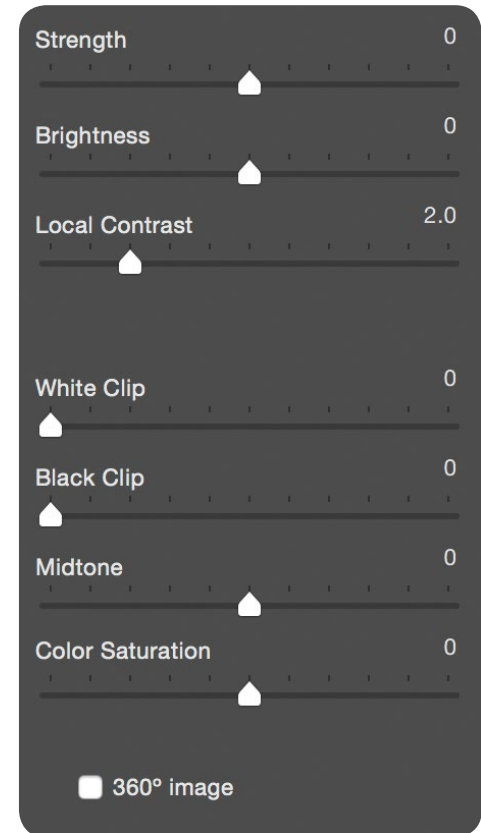 Strength 0
Brightness 0
Local Contrast 2.0
White Clip 0
Black Clip 0
Midtone 0
Color Saturation 0
360º image